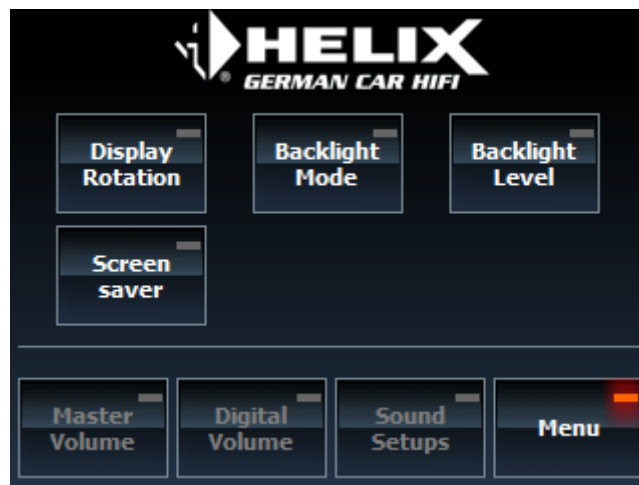 HELIX
®
GERMAN CAR HIFI
Display
Rotation
Backlight
Mode
Backlight
Level
Screen
saver
Master
Volume
Digital
Volume
Sound
Setups
Menu